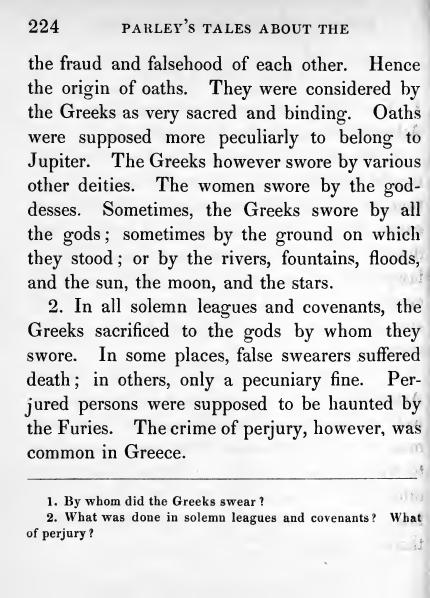 224 PARLEY'S TALES ABOUT THE
the fraud and falsehood of each other. Hence
the origin of oaths. They were considered by
the Greeks as very sacred and binding. Oaths
were supposed more peculiarly to belong to
Jupiter. The Greeks however swore by various
other deities. The women swore by the god-
desses. Sometimes, the Greeks swore by all
the gods; sometimes by the ground on which
they stood; or by the rivers, fountains, floods,
and the sun, the moon, and the stars.
2. In all solemn leagues and covenants, the
Greeks sacrificed to the gods by whom they
swore. In some places, false swearers suffered
death; in others, only a pecuniary fine. Per-
jured persons were supposed to be haunted by
the Furies. The crime of perjury, however, was
common in Greece.
1. By whom did the Greeks swear?
2. What was done in solemn leagues and covenants? What
of perjury?